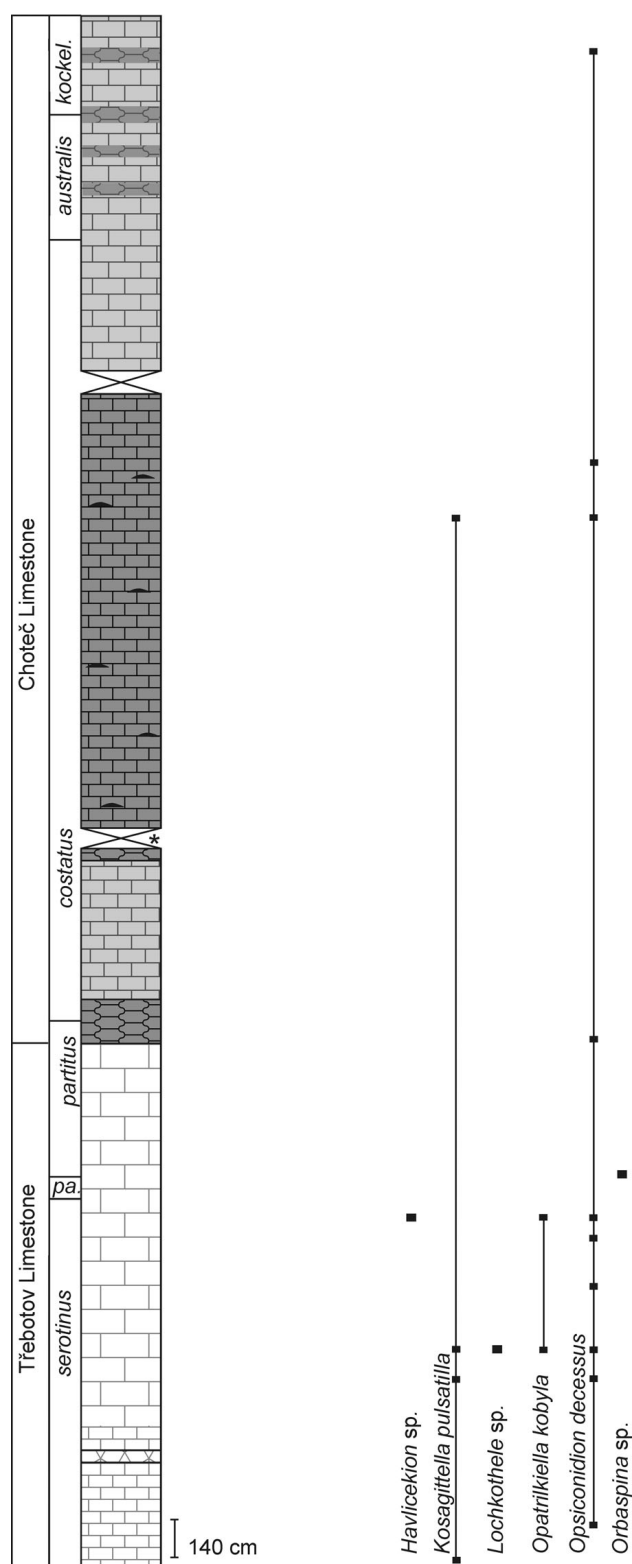 kockel.
australis
Choteč Limestone
costatus
*
partitus
pa.
Třebotov Limestone
serotinus
140 cm
Havlicekion sp.
Kosagittella pulsatilla
Lochkothele sp.
Opatrilkiella kobyla
Opsiconidion decessus
Orbaspina sp.